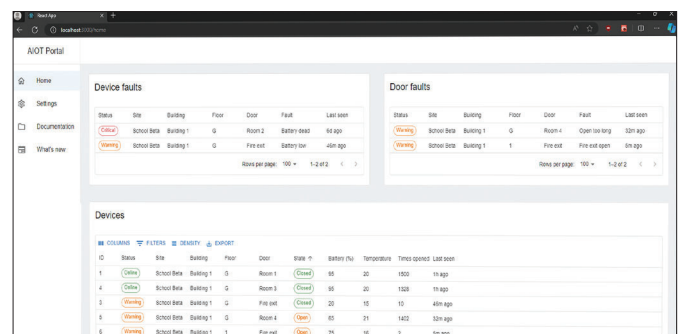 React App
localhost:3000/home
AIOT Portal
Home
Settings
Documentation
What's new
Device faults
Status Site Building Floor Door Fault Last seen
Critical School Beta Building 1 G Room 2 Battery dead 6d ago
Warning School Beta Building 1 G Fire exit Battery low 46m ago
Rows per page: 100 1–2 of 2
Door faults
Status Site Building Floor Door Fault Last seen
Warning School Beta Building 1 G Room 4 Open too long 32m ago
Warning School Beta Building 1 1 Fire exit Fire exit open 5m ago
Rows per page: 100 1–2 of 2
Devices
COLUMNS FILTERS DENSITY EXPORT
ID Status Site Building Floor Door State Battery (%) Temperature Times opened Last seen
1 Online School Beta Building 1 G Room 1 Closed 95 20 1500 1h ago
4 Online School Beta Building 1 G Room 3 Closed 95 20 1328 1h ago
3 Warning School Beta Building 1 G Fire exit Closed 20 15 10 46m ago
Warning School Beta Building 1 G Room 4 Open 21 1402 32m ago
6 Warning School Beta Building 1 1 Fire exit Open 75 2 5m ago